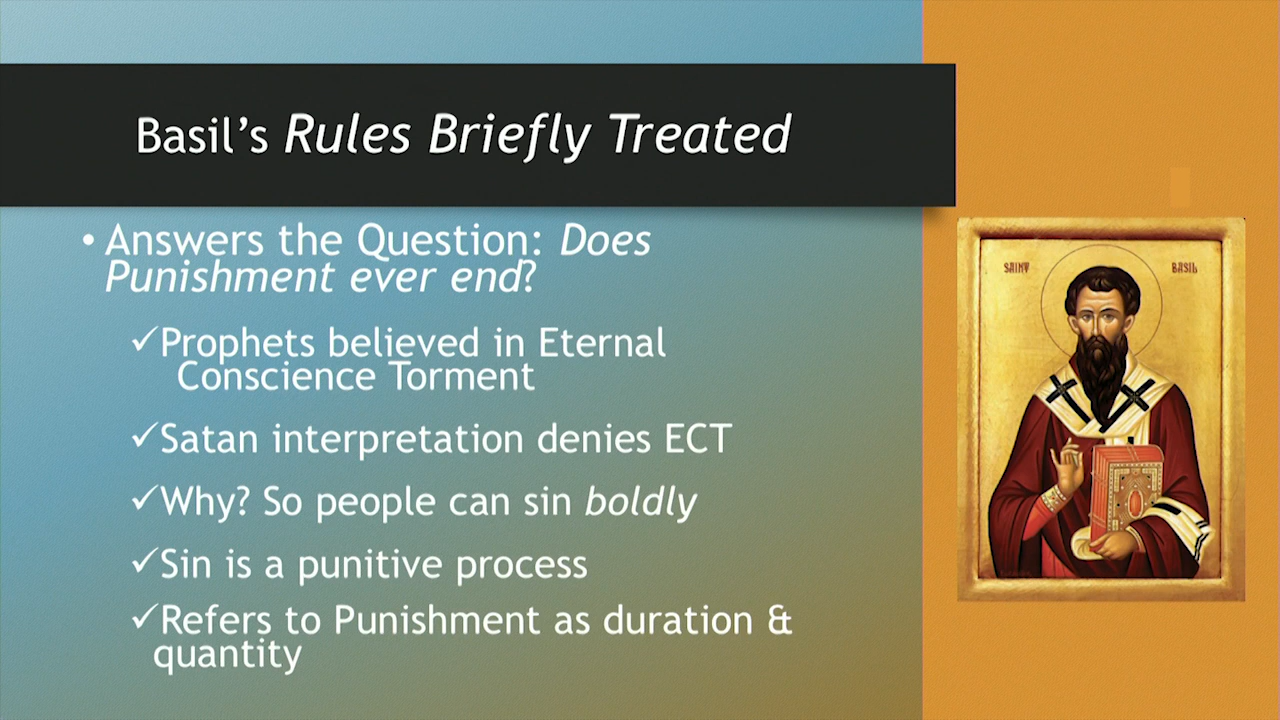 Basil's Rules Briefly Treated
• Answers the Question: Does
Punishment ever end?
✓Prophets believed in Eternal
Conscience Torment
✓Satan interpretation denies ECT
✓Why? So people can sin boldly
✓Sin is a punitive process
✓Refers to Punishment as duration &
quantity
SAINT BASIL